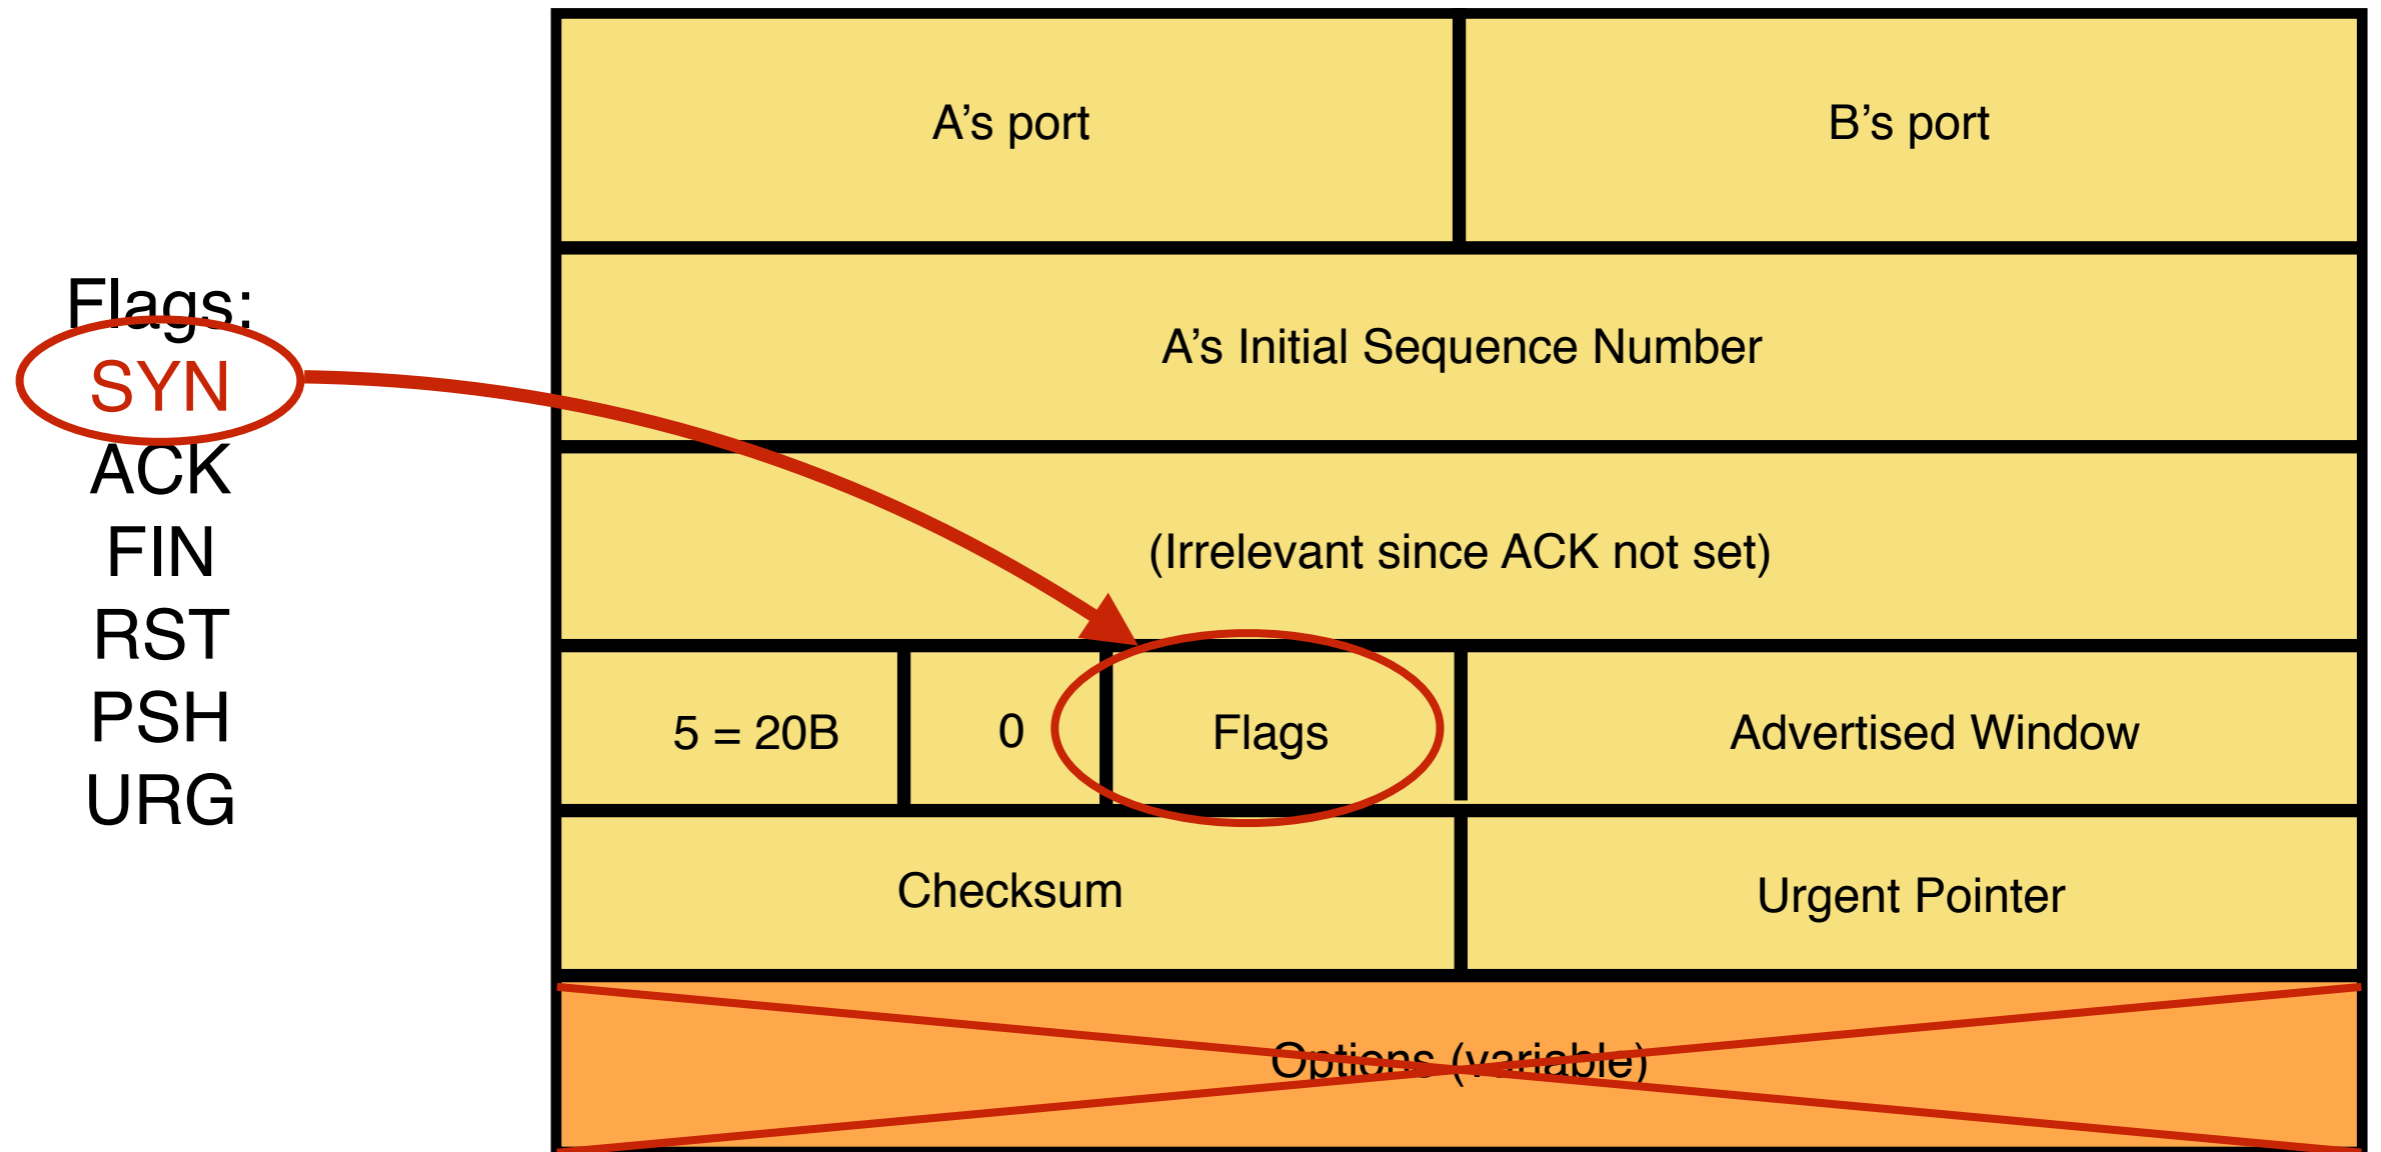 Flags:
SYN
ACK
FIN
RST
PSH
URG
A’s port
B’s port
A’s Initial Sequence Number
(Irrelevant since ACK not set)
5 = 20B
0
Flags
Advertised Window
Checksum
Urgent Pointer
Options (variable)